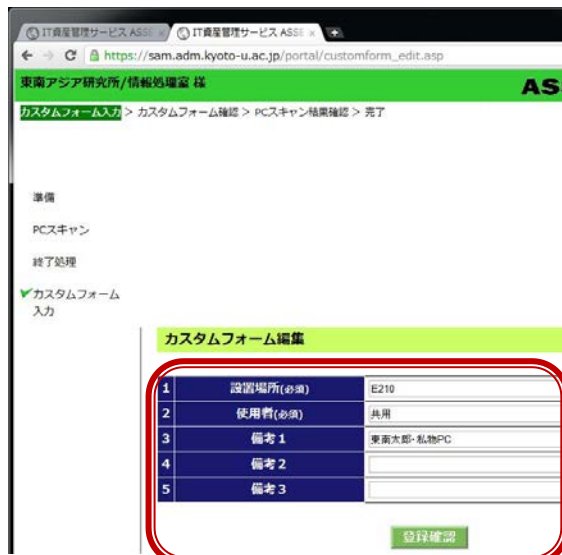 IT資産管理サービス ASSE ×
IT資産管理サービス ASSE ×
https://sam.adm.kyoto-u.ac.jp/portal/customform_edit.asp
東南アジア研究所/情報処理室 様
AS
カスタムフォーム入力 > カスタムフォーム確認 > PCスキャン結果確認 > 完了
準備
PCスキャン
終了処理
カスタムフォーム
入力
カスタムフォーム編集
1 設置場所(必須) E210
2 使用者(必須) 共用
3 備考1 東南太郎・私物PC
4 備考2
5 備考3
登録確認